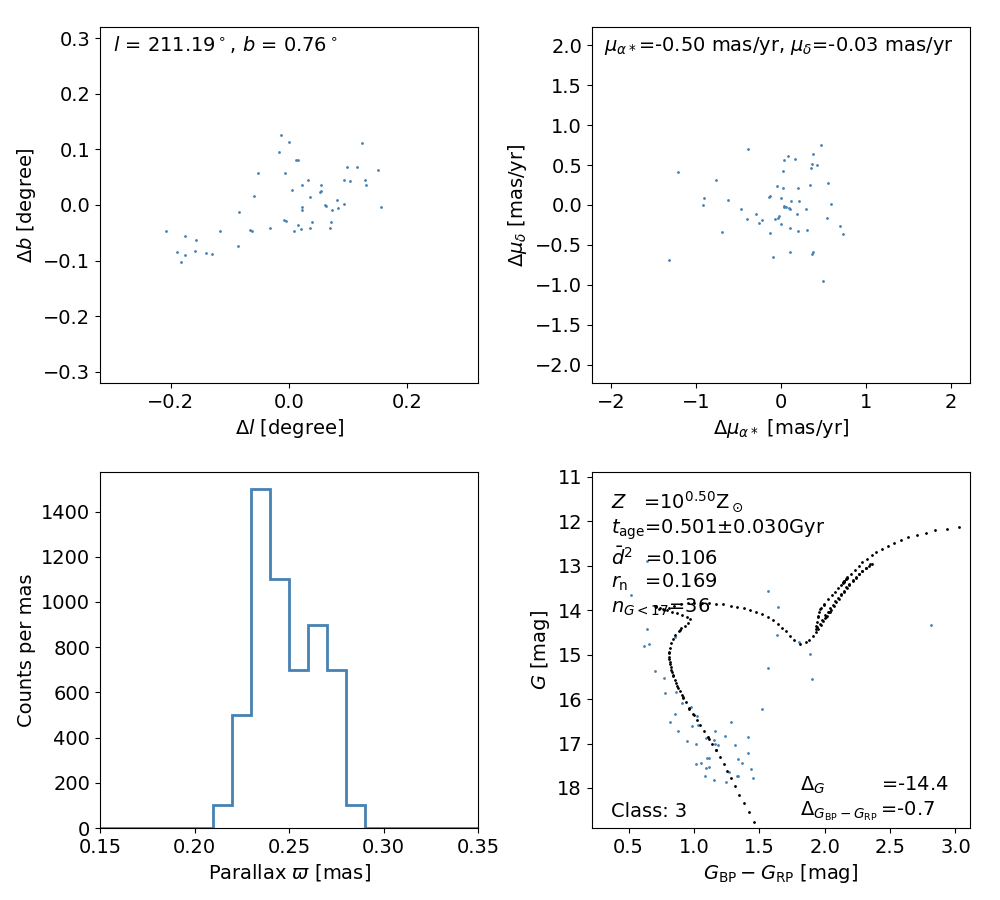 l = 211.19°, b = 0.76°
0.3
0.2
0.1
0.0
−0.1
−0.2
−0.3
Δb [degree]
−0.2 0.0 0.2
Δl [degree]
μα*=-0.50 mas/yr, μδ=-0.03 mas/yr
2.0
1.5
1.0
0.5
0.0
−0.5
−1.0
−1.5
−2.0
Δμδ [mas/yr]
−2 −1 0 1 2
Δμα* [mas/yr]
1400
1200
1000
800
600
400
200
0
Counts per mas
0.15 0.20 0.25 0.30 0.35
Parallax ϖ [mas]
11
12
13
14
15
16
17
18
G [mag]
Z =10^0.50 Z⊙
t_age=0.501±0.030Gyr
d̄² =0.106
r_n =0.169
n_G<17=36
Δ_G =-14.4
Δ_GBP−GRP =-0.7
Class: 3
0.5 1.0 1.5 2.0 2.5 3.0
G_BP − G_RP [mag]